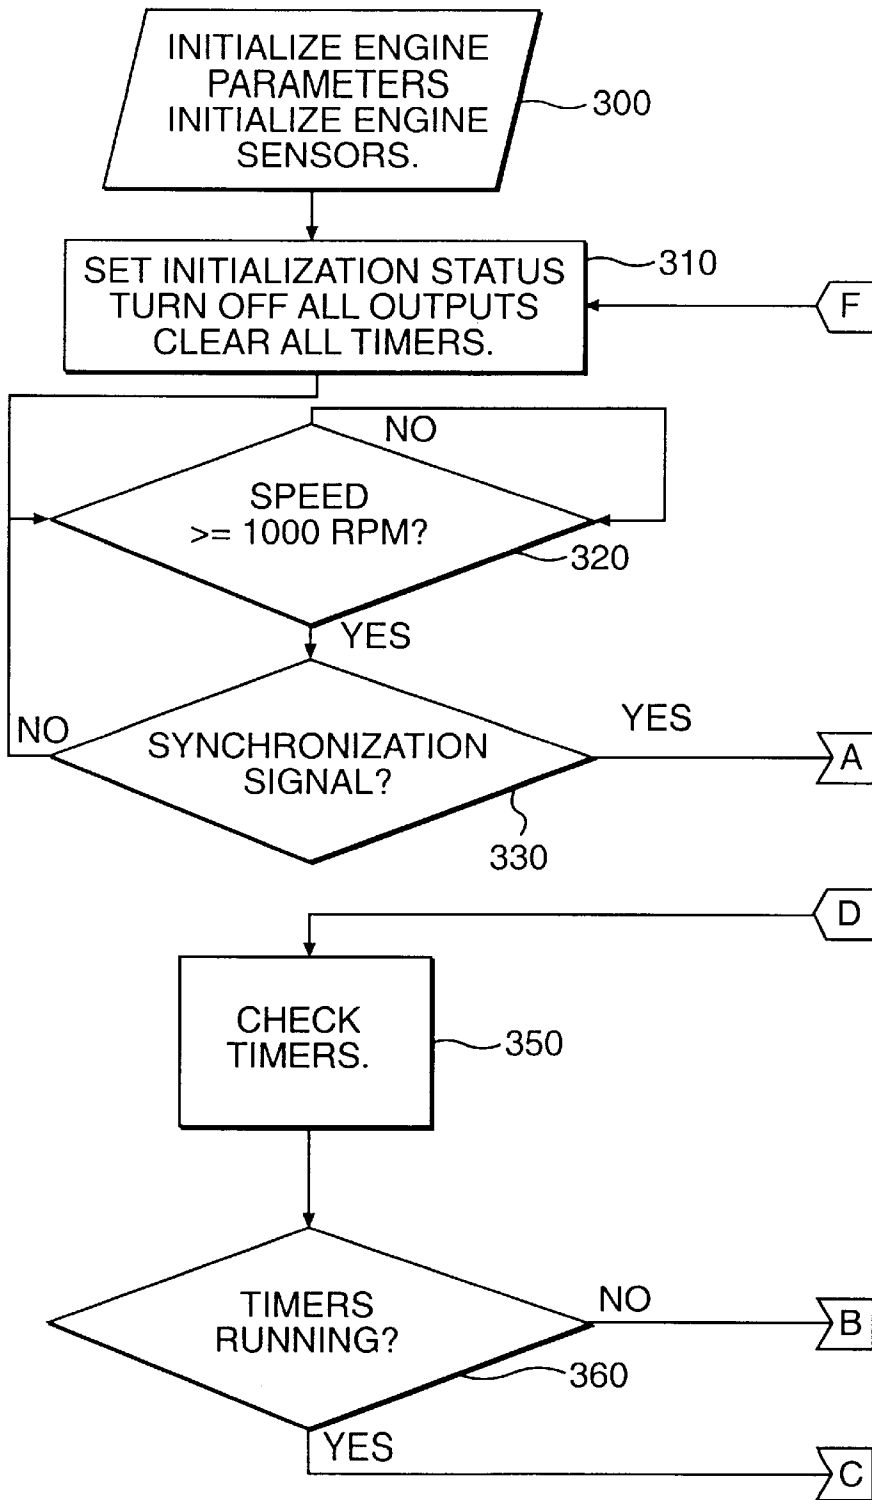 INITIALIZE ENGINE
PARAMETERS
INITIALIZE ENGINE
SENSORS.
300
SET INITIALIZATION STATUS
TURN OFF ALL OUTPUTS
CLEAR ALL TIMERS.
310
F
NO
SPEED
>= 1000 RPM?
320
YES
NO
SYNCHRONIZATION
SIGNAL?
YES
A
330
D
CHECK
TIMERS.
350
TIMERS
RUNNING?
NO
B
360
YES
C